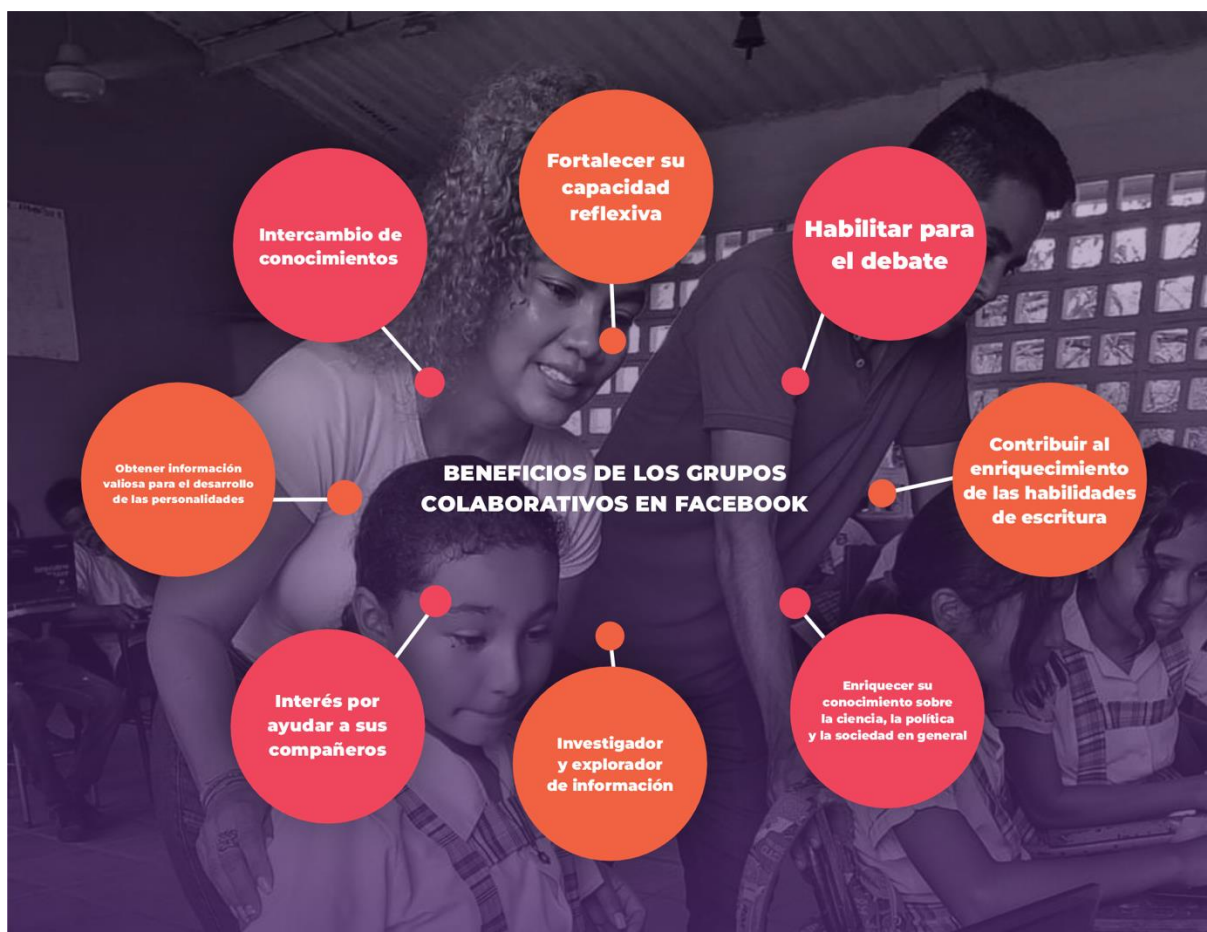 BENEFICIOS DE LOS GRUPOS
COLABORATIVOS EN FACEBOOK
Fortalecer su
capacidad
reflexiva
Habilitar para
el debate
Contribuir al
enriquecimiento
de las habilidades
de escritura
Enriquecer su
conocimiento sobre
la ciencia, la política
y la sociedad en general
Investigador
y explorador
de información
Interés por
ayudar a sus
compañeros
Obtener información
valiosa para el desarrollo
de las personalidades
Intercambio de
conocimientos